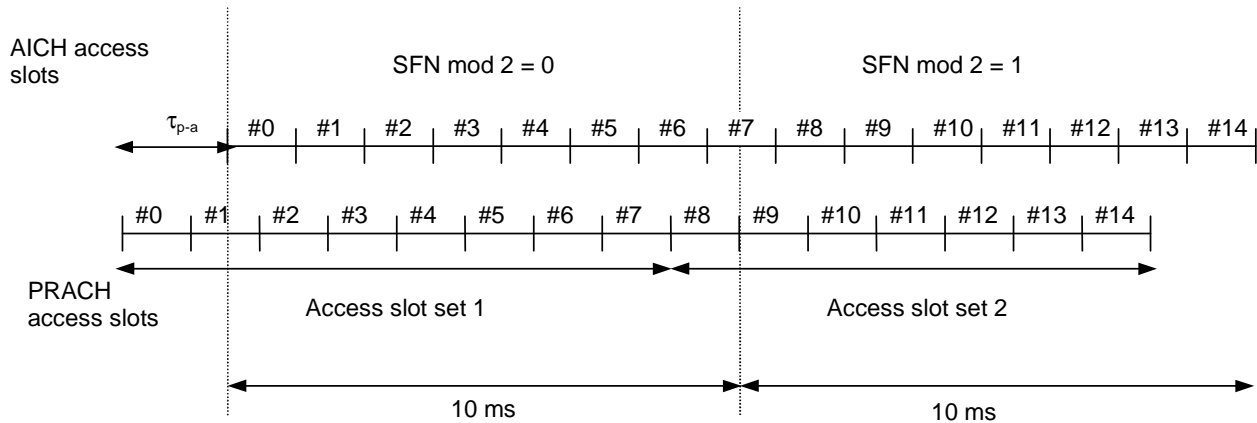 AICH access
slots
SFN mod 2 = 0
SFN mod 2 = 1
τp-a
#0 #1 #2 #3 #4 #5 #6 #7 #8 #9 #10 #11 #12 #13 #14
#0 #1 #2 #3 #4 #5 #6 #7 #8 #9 #10 #11 #12 #13 #14
PRACH
access slots
Access slot set 1
Access slot set 2
10 ms
10 ms